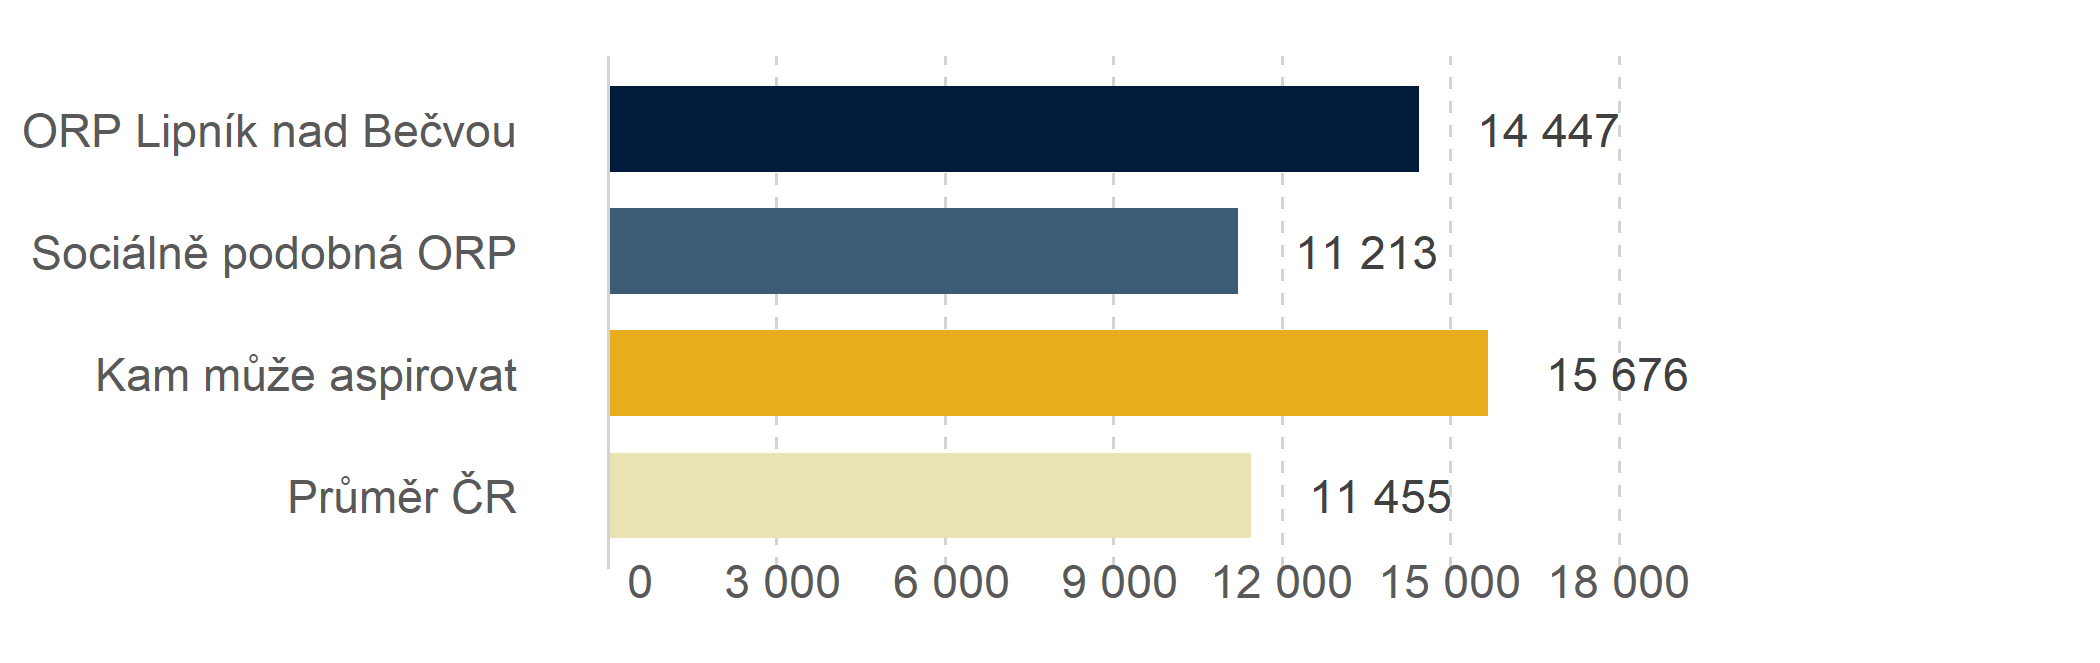 ORP Lipník nad Bečvou
14 447
Sociálně podobná ORP
11 213
Kam může aspirovat
15 676
Průměr ČR
11 455
0 3 000 6 000 9 000 12 000 15 000 18 000